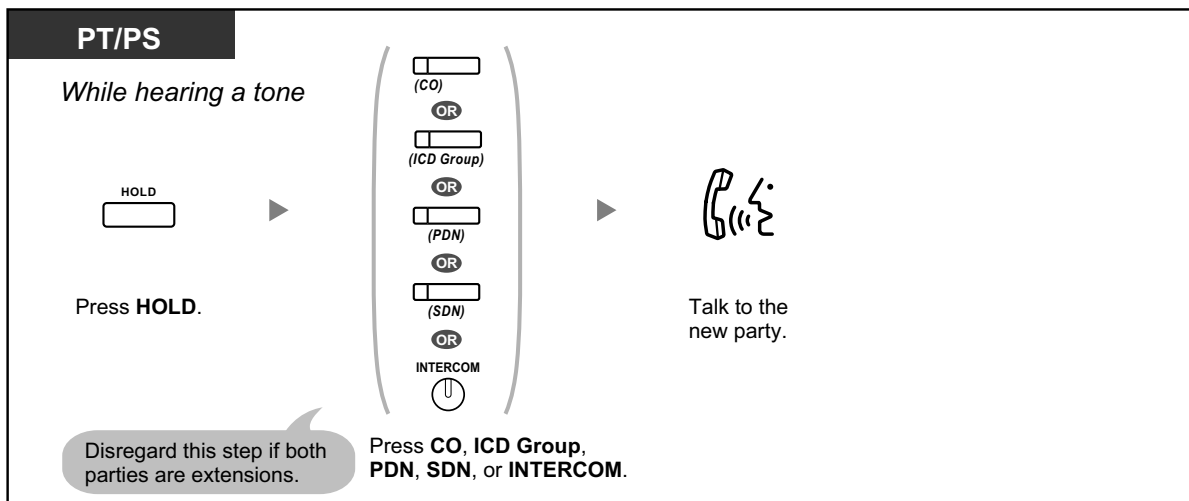 PT/PS
While hearing a tone
HOLD
Press HOLD.
(CO)
OR
(ICD Group)
OR
(PDN)
OR
(SDN)
OR
INTERCOM
Disregard this step if both
parties are extensions.
Press CO, ICD Group,
PDN, SDN, or INTERCOM.
Talk to the
new party.